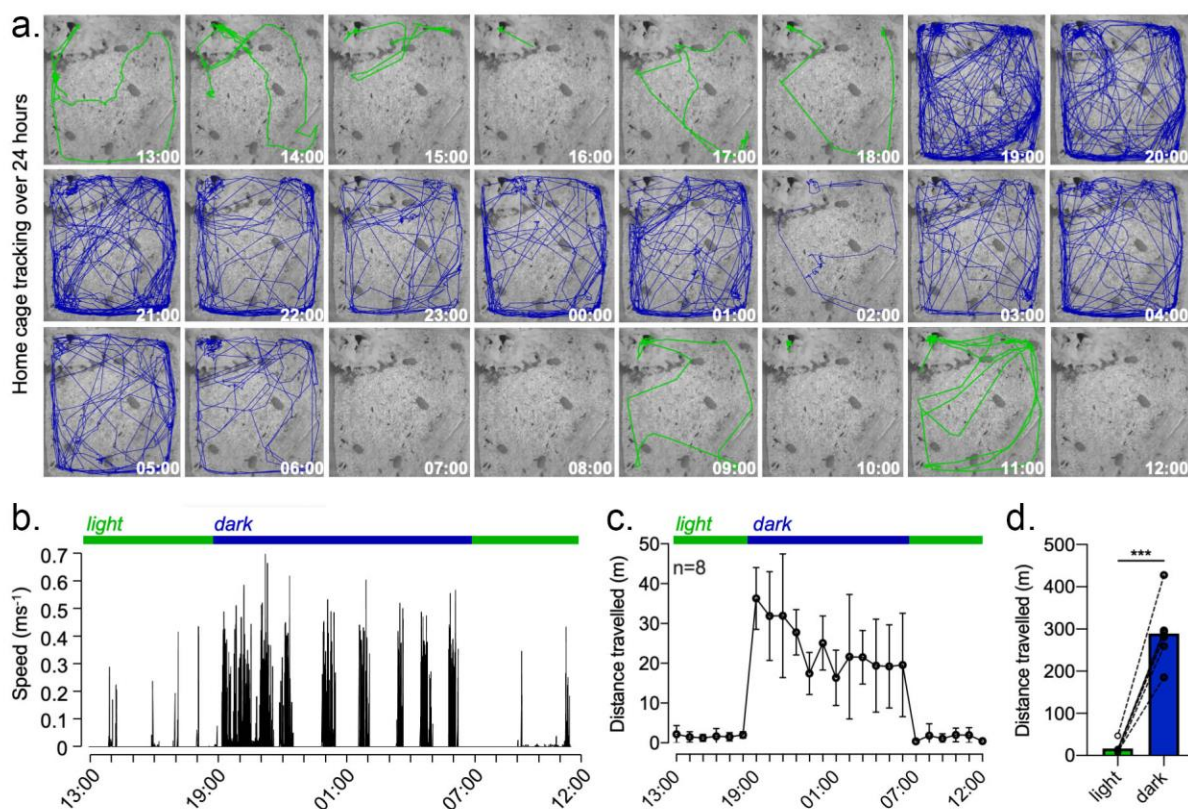 a.
Home cage tracking over 24 hours
13:00 14:00 15:00 16:00 17:00 18:00 19:00 20:00
21:00 22:00 23:00 00:00 01:00 02:00 03:00 04:00
05:00 06:00 07:00 08:00 09:00 10:00 11:00 12:00
b.
light dark
Speed (ms-1)
0.7
0.6
0.5
0.4
0.3
0.2
0.1
0
13:00 19:00 01:00 07:00 12:00
c.
light dark
n=8
Distance travelled (m)
50
40
30
20
10
0
13:00 19:00 01:00 07:00 12:00
d.
***
Distance travelled (m)
500
400
300
200
100
0
light dark